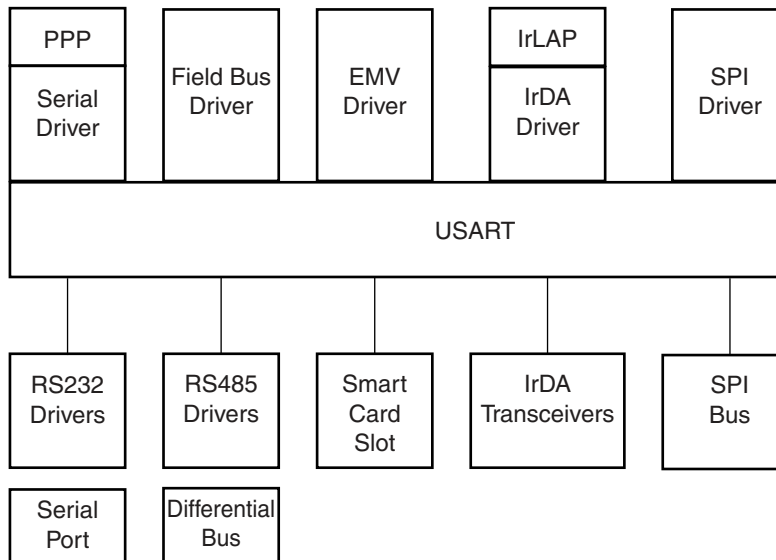 PPP
Serial
Driver
Field Bus
Driver
EMV
Driver
IrLAP
IrDA
Driver
SPI
Driver
USART
RS232
Drivers
RS485
Drivers
Smart
Card
Slot
IrDA
Transceivers
SPI
Bus
Serial
Port
Differential
Bus